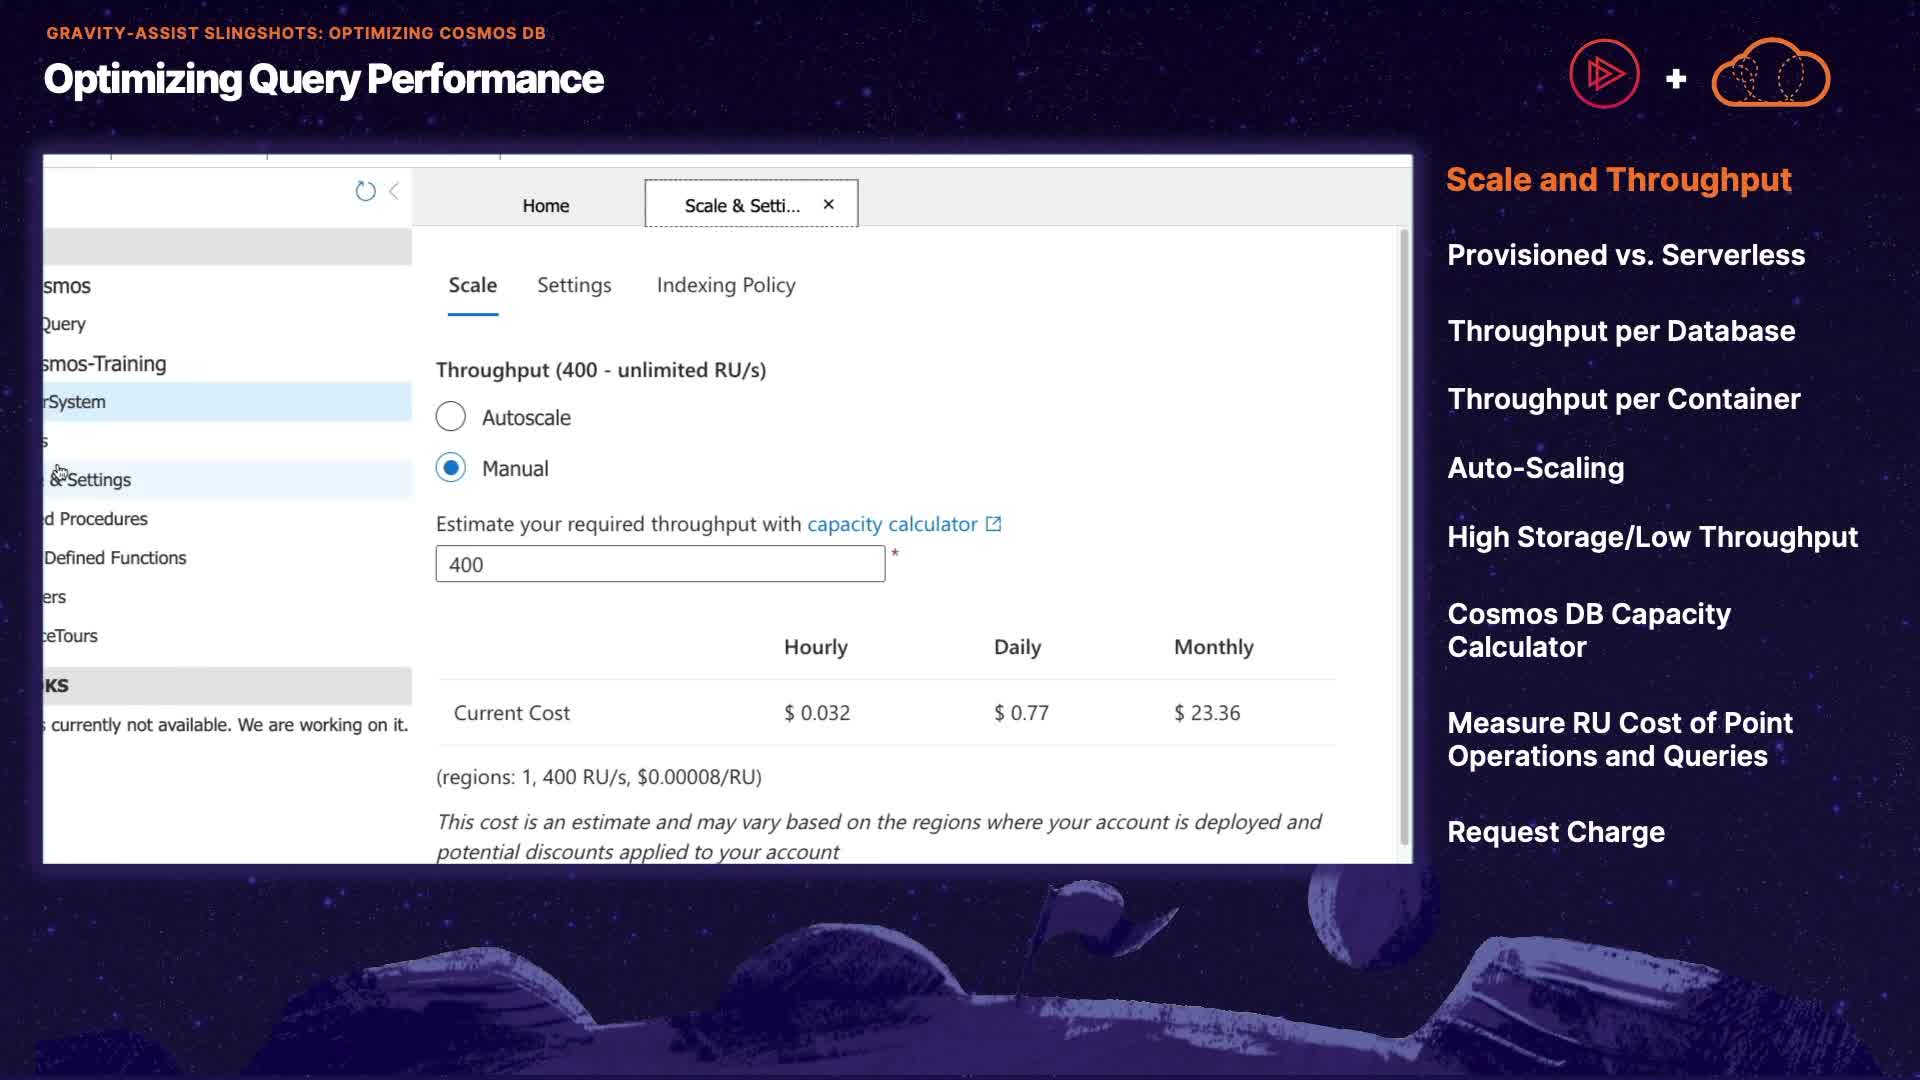 GRAVITY-ASSIST SLINGSHOTS: OPTIMIZING COSMOS DB
Optimizing Query Performance
+
Home
Scale & Setti... ×
smos
Query
smos-Training
rSystem
s
& Settings
d Procedures
Defined Functions
ers
ceTours
KS
s currently not available. We are working on it.
Scale Settings Indexing Policy
Throughput (400 - unlimited RU/s)
Autoscale
Manual
Estimate your required throughput with capacity calculator
400 *
Hourly Daily Monthly
Current Cost $ 0.032 $ 0.77 $ 23.36
(regions: 1, 400 RU/s, $0.00008/RU)
This cost is an estimate and may vary based on the regions where your account is deployed and
potential discounts applied to your account
Scale and Throughput
Provisioned vs. Serverless
Throughput per Database
Throughput per Container
Auto-Scaling
High Storage/Low Throughput
Cosmos DB Capacity
Calculator
Measure RU Cost of Point
Operations and Queries
Request Charge